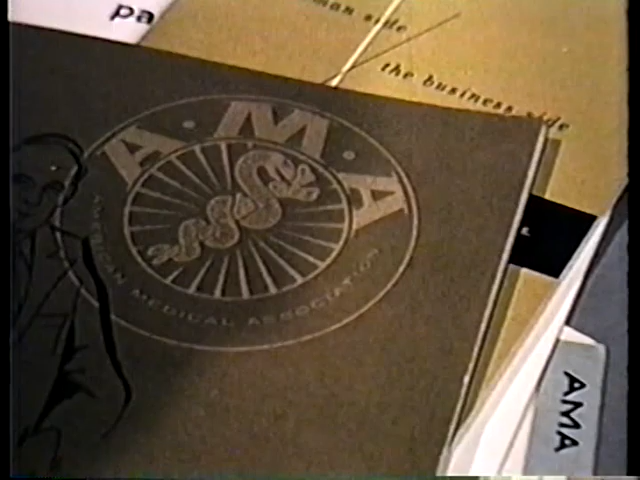 pa
man side
the business side
A·M·A
AMERICAN MEDICAL ASSOCIATION
AMA